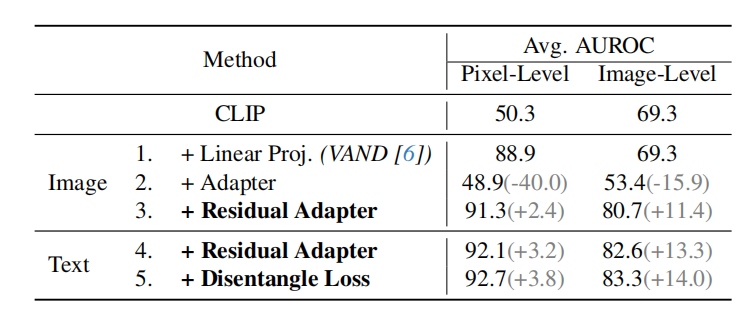 Method Avg. AUROC
Pixel-Level Image-Level
CLIP 50.3 69.3
Image 1. + Linear Proj. (VAND [6]) 88.9 69.3
2. + Adapter 48.9(-40.0) 53.4(-15.9)
3. + Residual Adapter 91.3(+2.4) 80.7(+11.4)
Text 4. + Residual Adapter 92.1(+3.2) 82.6(+13.3)
5. + Disentangle Loss 92.7(+3.8) 83.3(+14.0)